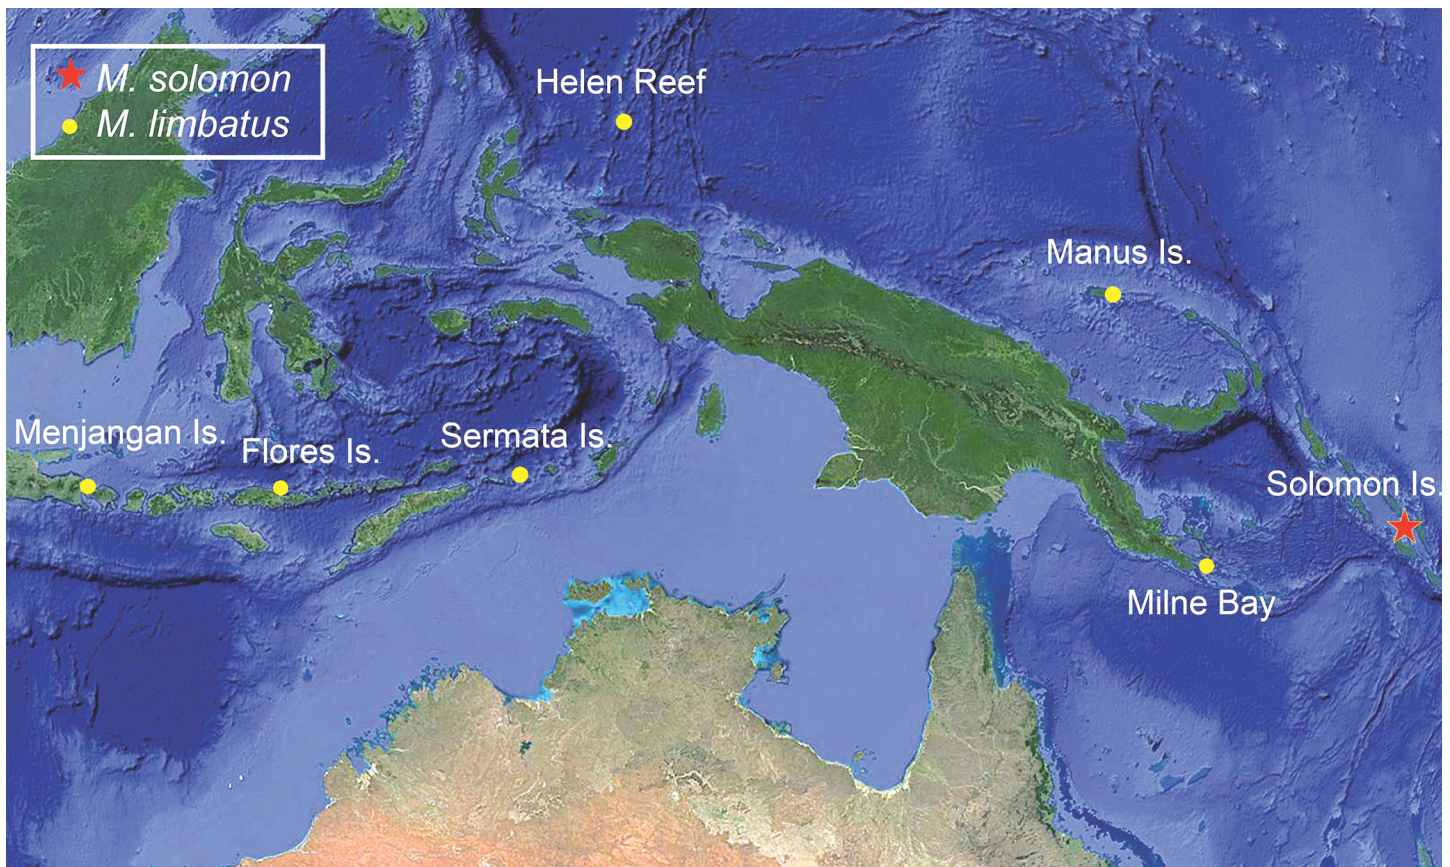 M. solomon
M. limbatus
Helen Reef
Manus Is.
Menjangan Is.
Flores Is.
Sermata Is.
Solomon Is.
Milne Bay